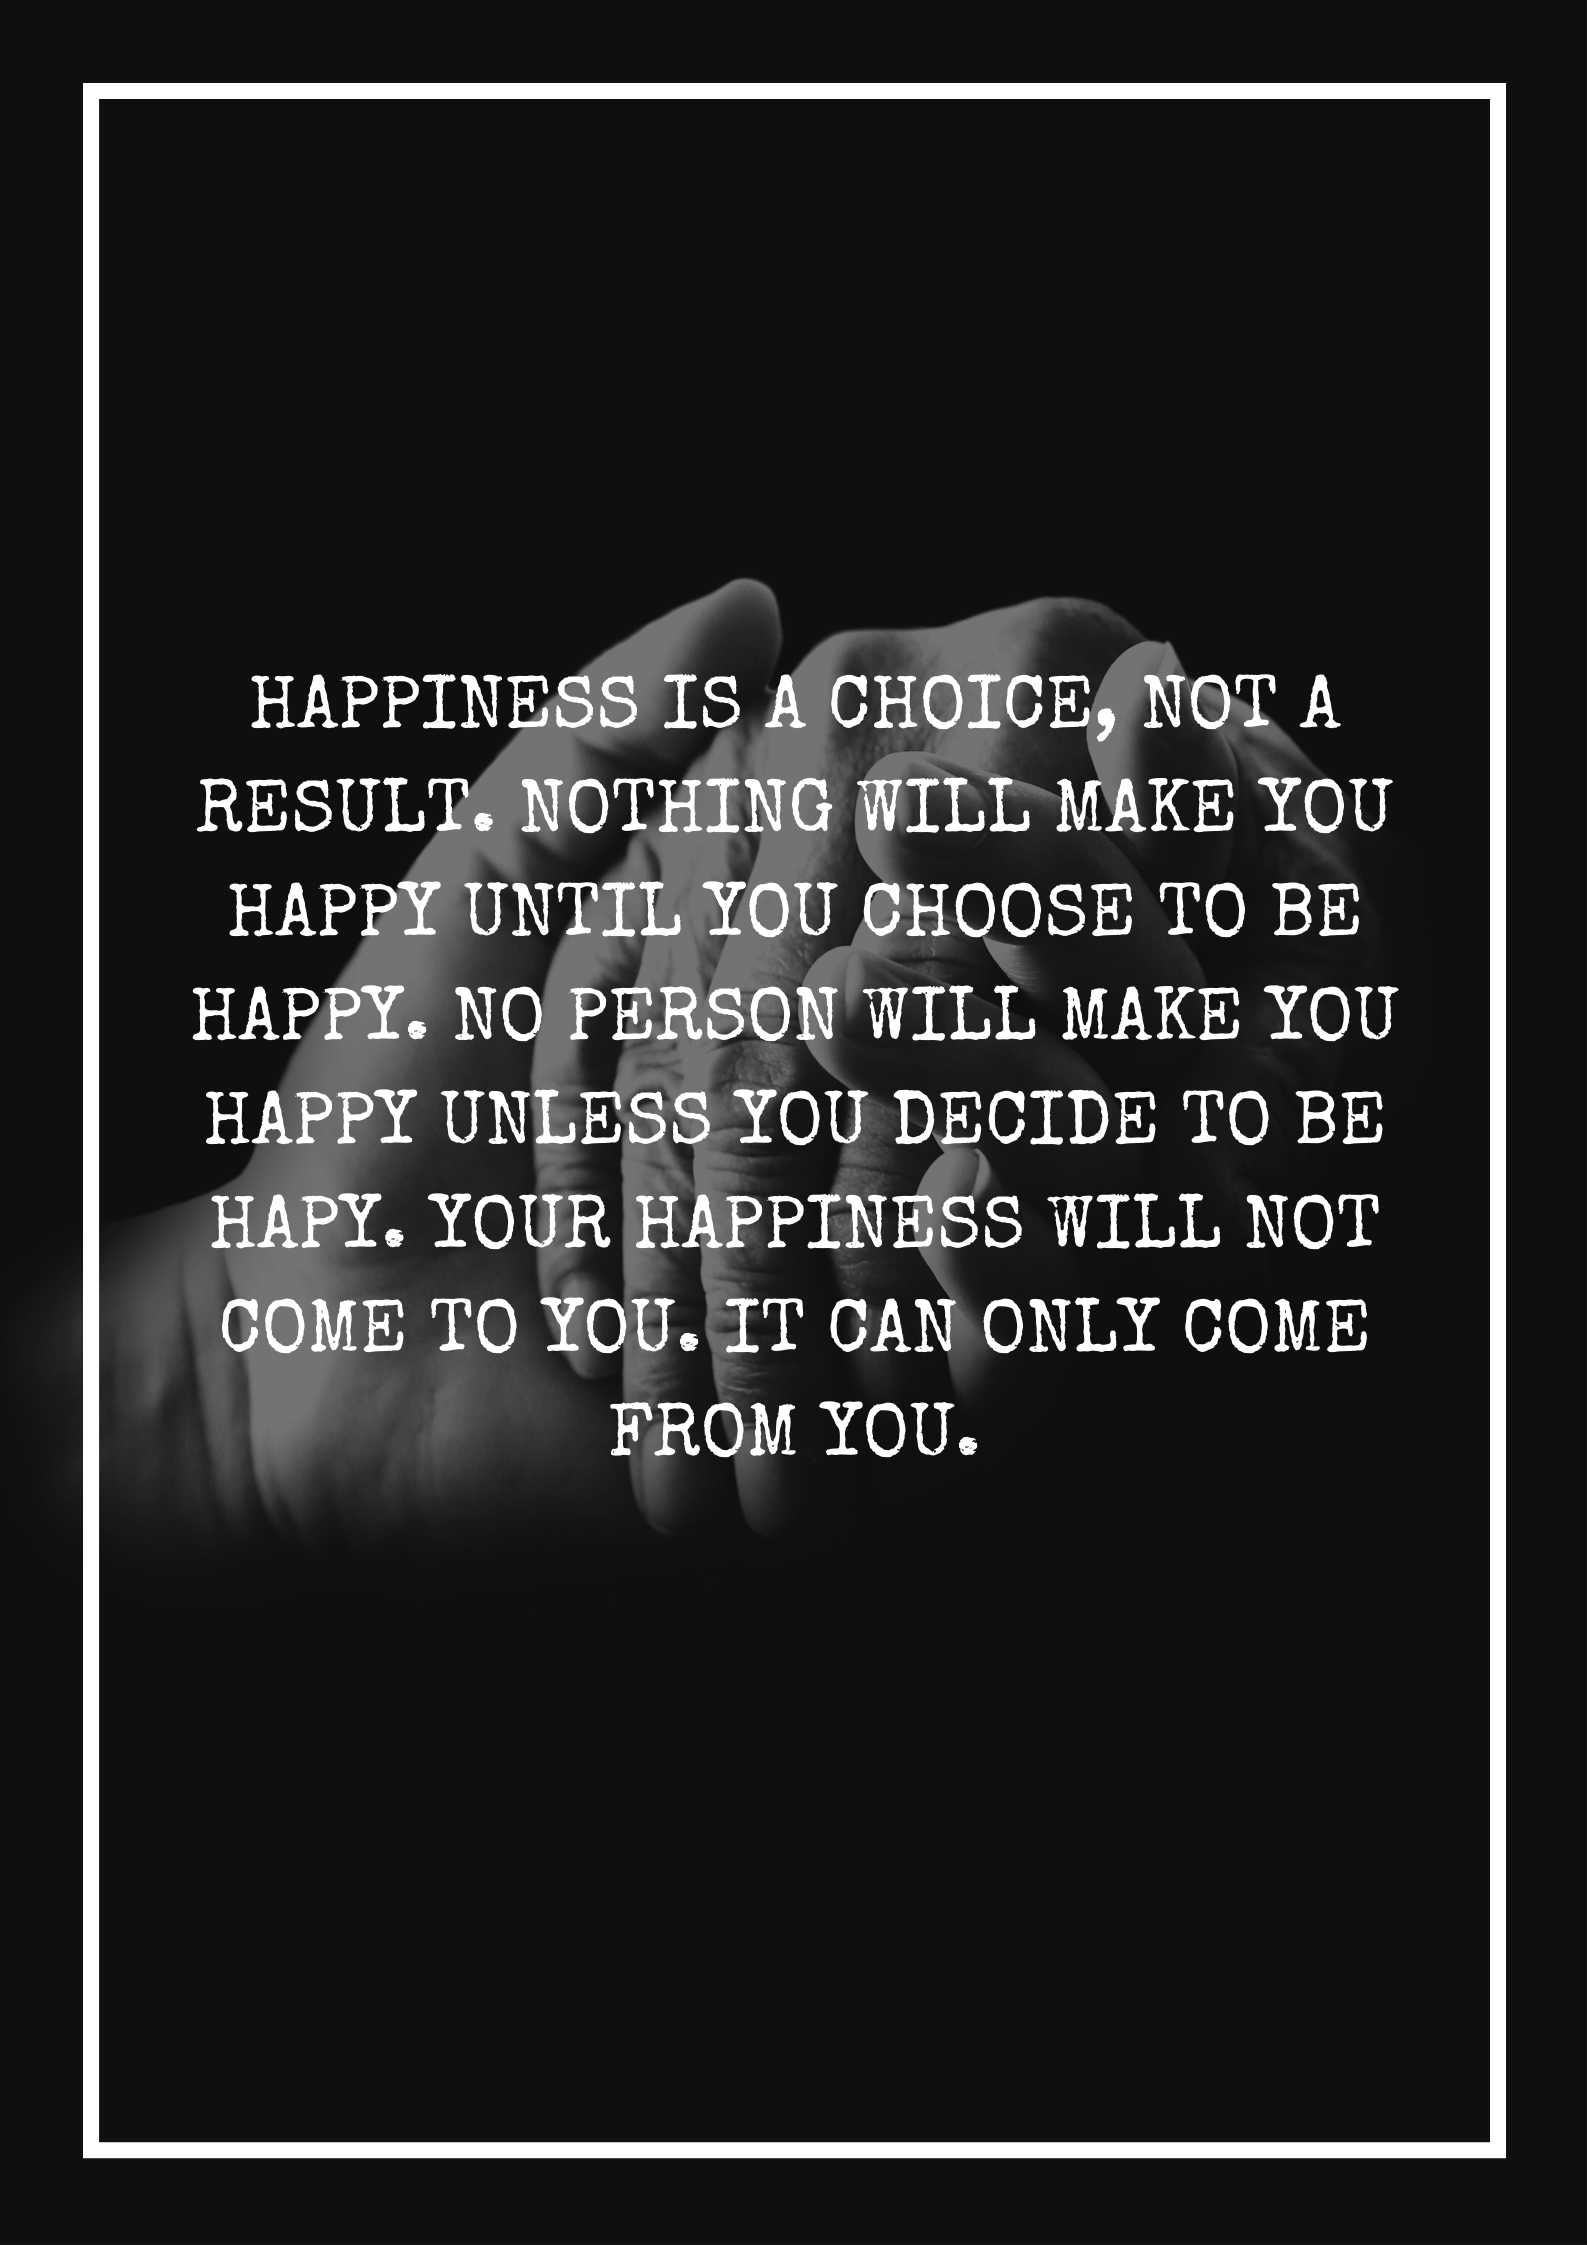 HAPPINESS IS A CHOICE, NOT A
RESULT. NOTHING WILL MAKE YOU
HAPPY UNTIL YOU CHOOSE TO BE
HAPPY. NO PERSON WILL MAKE YOU
HAPPY UNLESS YOU DECIDE TO BE
HAPY. YOUR HAPPINESS WILL NOT
COME TO YOU. IT CAN ONLY COME
FROM YOU.